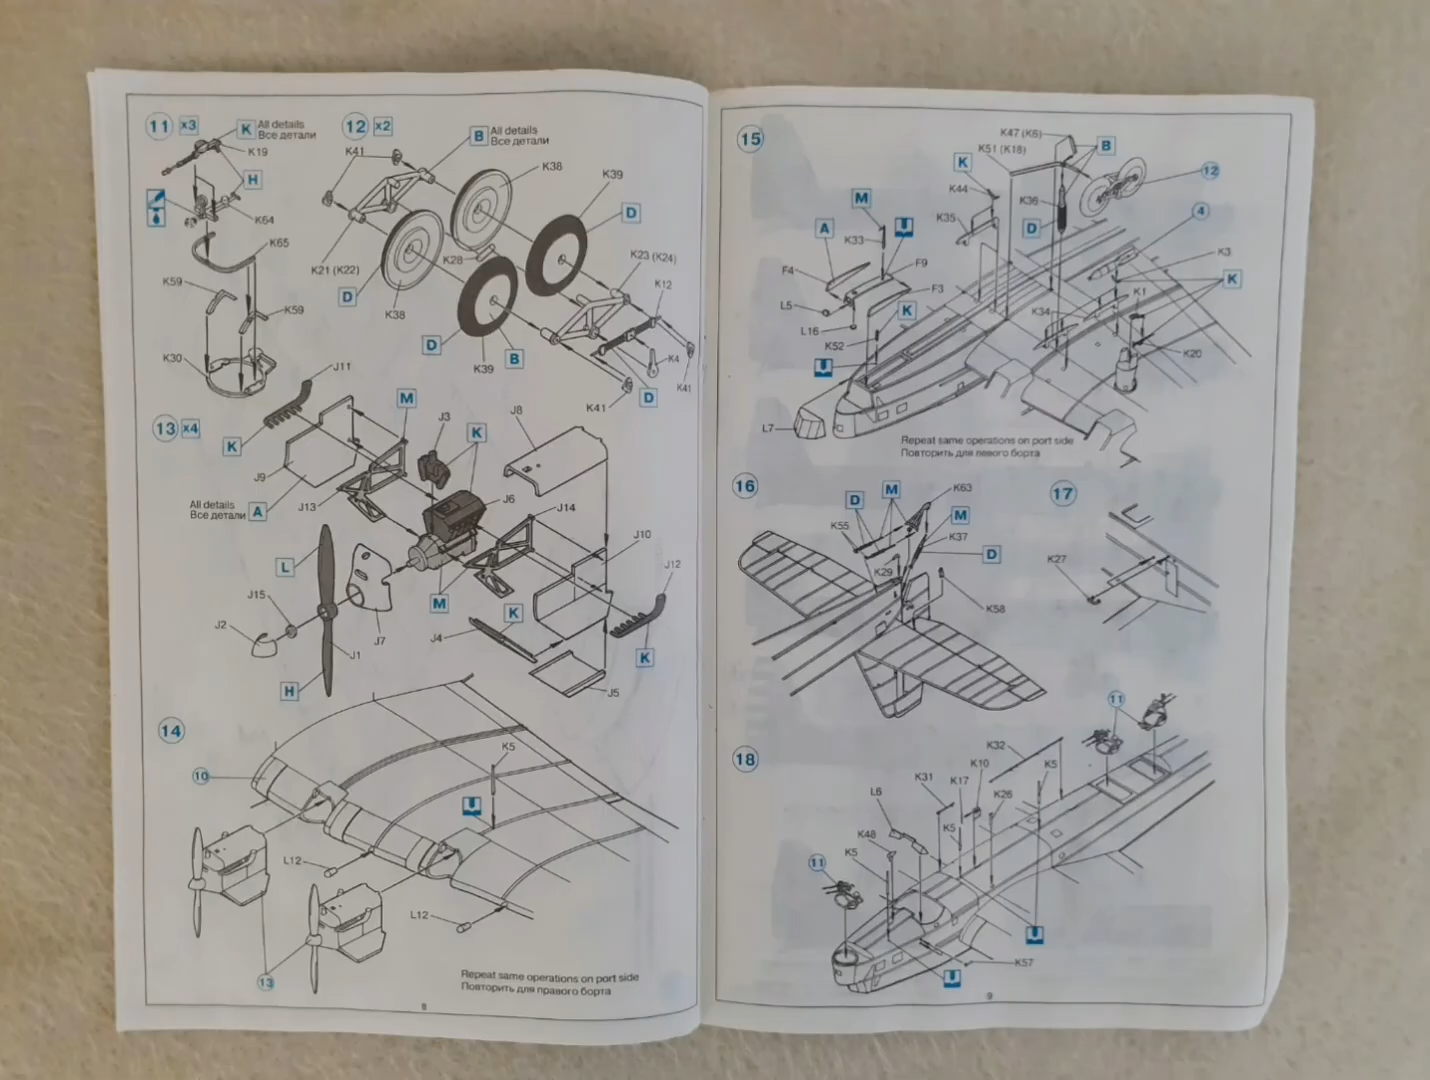 11 x3
K All details
Все детали
K19
H
K64
K65
K59
K59
K30
12 x2
K41
B All details
Все детали
K38
K39
D
K21 (K22)
K28
K23 (K24)
K12
D
K38
D
K39
B
K4
K41
D
K41
13 x4
J11
K
M
J3
K
J8
J9
J13
J6
J14
All details
Все детали A
J10
L
J12
J15
M
K
J2
J7
J4
J1
K
H
J5
14
10
K5
L12
L12
13
Repeat same operations on port side
Повторить для правого борта
8
15
K47 (K6)
K51 (K18)
B
K
12
K44
M
K36
K35
4
A
D
K33
K3
F4
F9
K
F3
K1
L5
K
K34
L16
K52
K20
L7
Repeat same operations on port side
Повторить для левого борта
16
D
M
K63
K55
M
K37
D
K29
K58
17
K27
18
11
K32
K31
K17
K10
K5
L6
K26
K48
K5
K5
11
K57
9